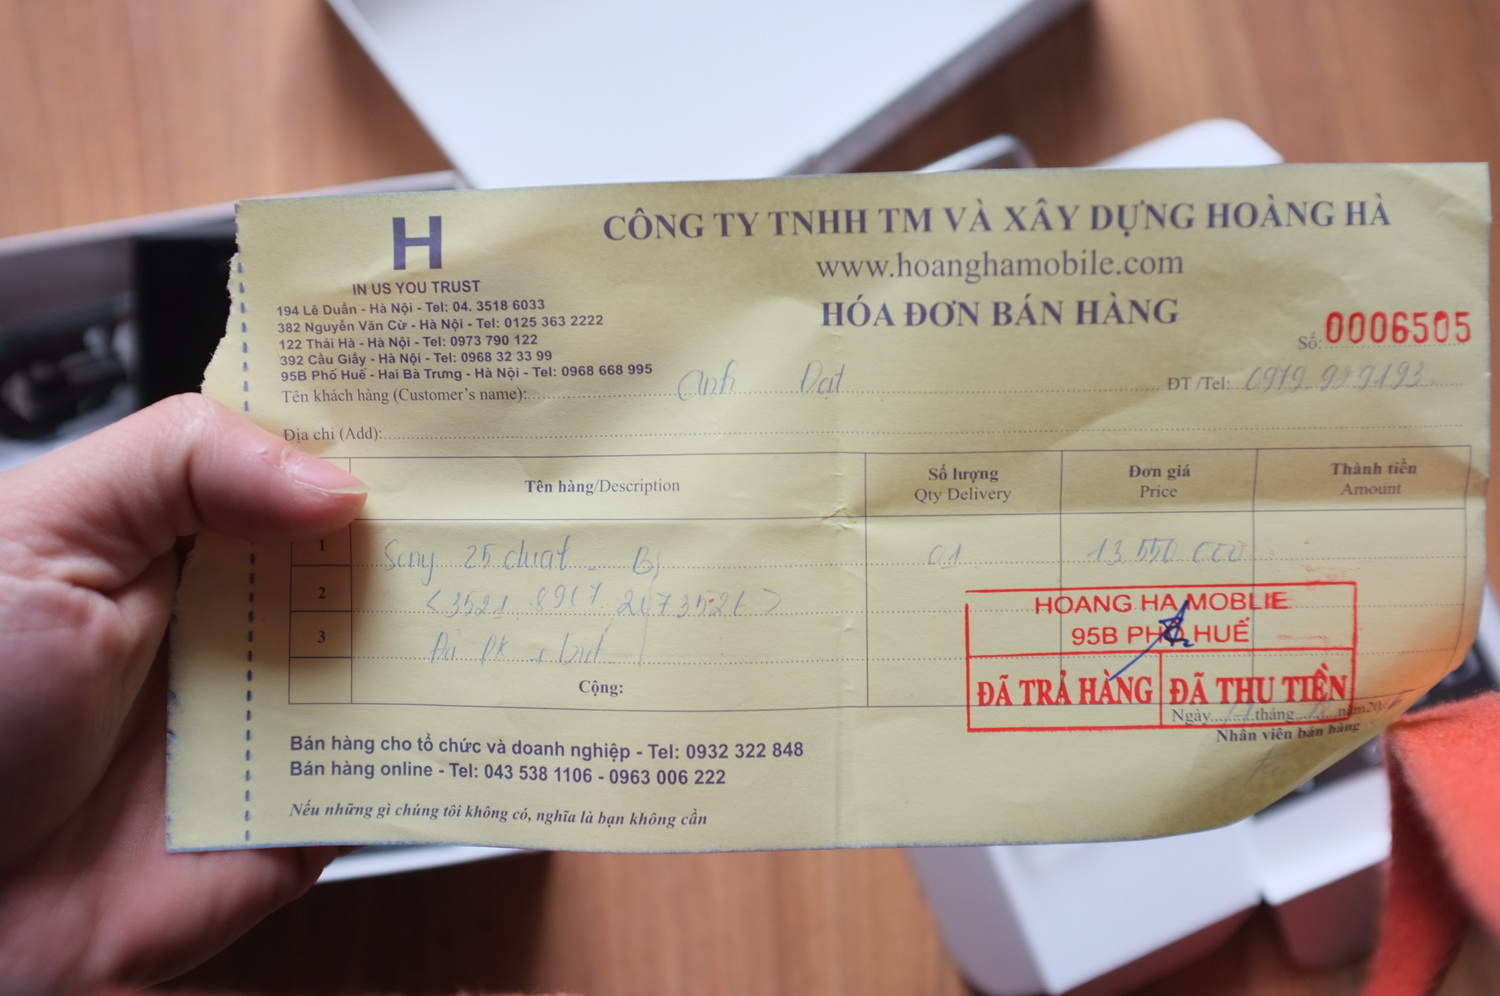 H
IN US YOU TRUST
194 Lê Duẩn - Hà Nội - Tel: 04. 3518 6033
382 Nguyễn Văn Cừ - Hà Nội - Tel: 0125 363 2222
122 Thái Hà - Hà Nội - Tel: 0973 790 122
392 Cầu Giấy - Hà Nội - Tel: 0968 32 33 99
95B Phố Huế - Hai Bà Trưng - Hà Nội - Tel: 0968 668 995
CÔNG TY TNHH TM VÀ XÂY DỰNG HOÀNG HÀ
www.hoanghamobile.com
HÓA ĐƠN BÁN HÀNG
Số: 0006505
Tên khách hàng (Customer's name): Anh Đạt ĐT /Tel:
Địa chỉ (Add):
Tên hàng/Description Số lượng Đơn giá Thành tiền
Qty Delivery Price Amount
1 Sony 25 01 13.550.000
2
3
Cộng:
HOANG HA MOBLIE
95B PHỐ HUẾ
ĐÃ TRẢ HÀNG ĐÃ THU TIỀN
Ngày tháng năm 20
Nhân viên bán hàng
Bán hàng cho tổ chức và doanh nghiệp - Tel: 0932 322 848
Bán hàng online - Tel: 043 538 1106 - 0963 006 222
Nếu những gì chúng tôi không có, nghĩa là bạn không cần